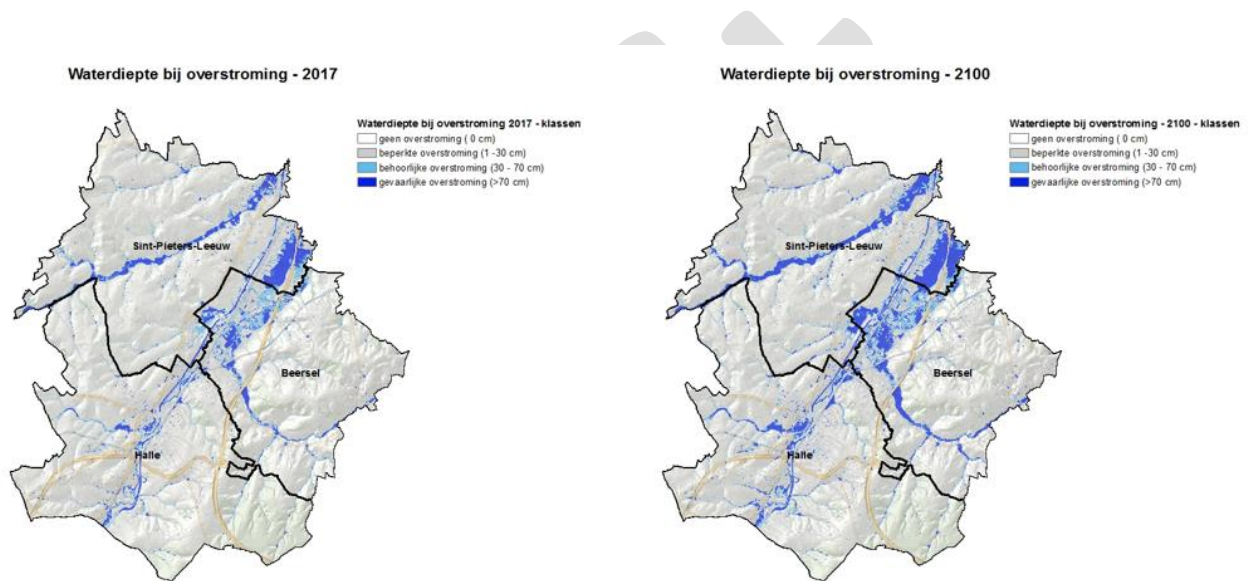 Waterdiepte bij overstroming - 2017
Waterdiepte bij overstroming 2017 - klassen
geen overstroming ( 0 cm)
beperkte overstroming (1 -30 cm)
behoorlijke overstroming (30 - 70 cm)
gevaarlijke overstroming (>70 cm)
Sint-Pieters-Leeuw
Beersel
Halle
Waterdiepte bij overstroming - 2100
Waterdiepte bij overstroming - 2100 - klassen
geen overstroming ( 0 cm)
beperkte overstroming (1 -30 cm)
behoorlijke overstroming (30 - 70 cm)
gevaarlijke overstroming (>70 cm)
Sint-Pieters-Leeuw
Beersel
Halle